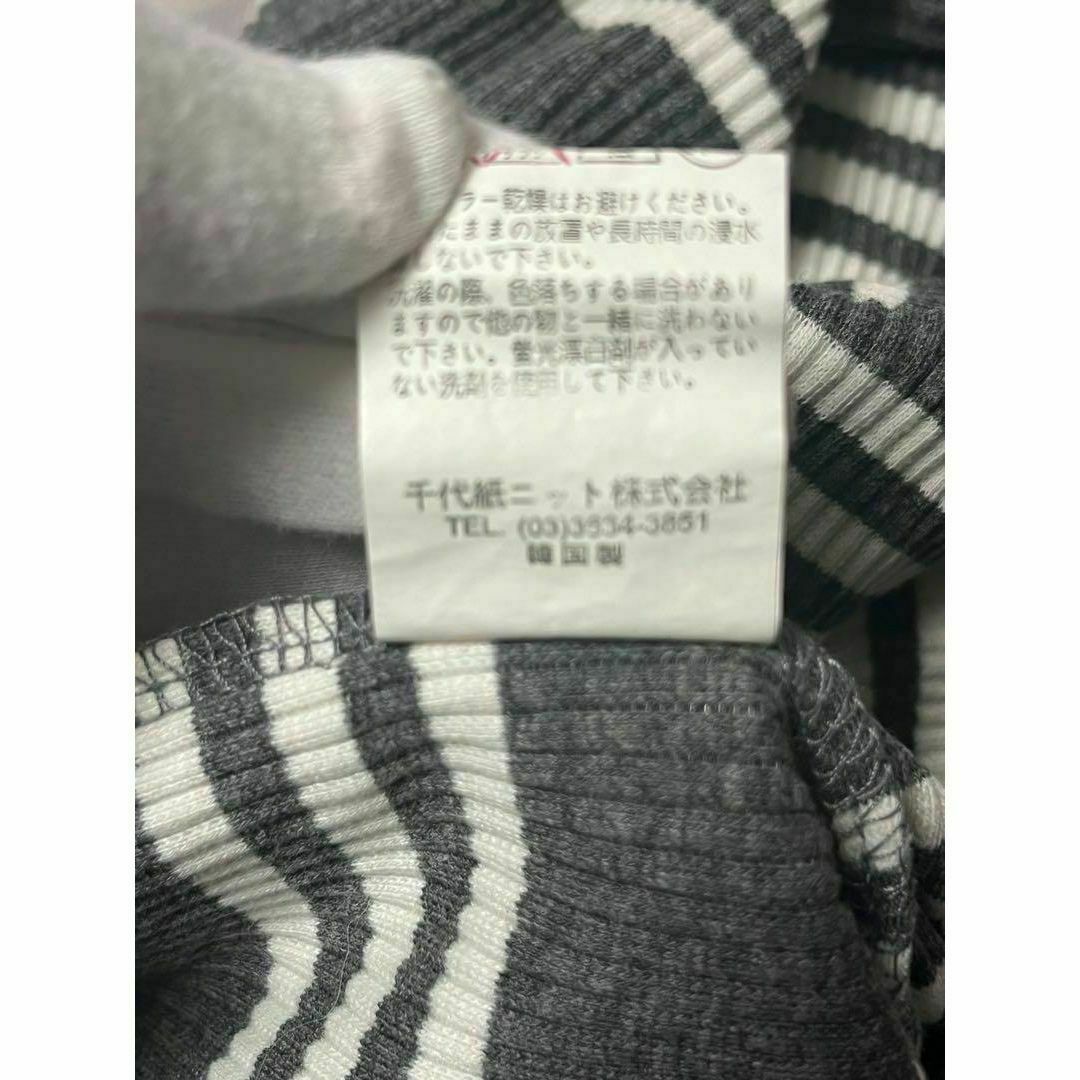 ラー乾燥はお避けください。
たままの放置や長時間の浸水
しないで下さい。
洗濯の際、色落ちする場合があり
ますので他の物と一緒に洗わない
で下さい。蛍光漂白剤が入ってい
ない洗剤を使用して下さい。
千代紙ニット株式会社
TEL. (03)3534-3851
韓国製